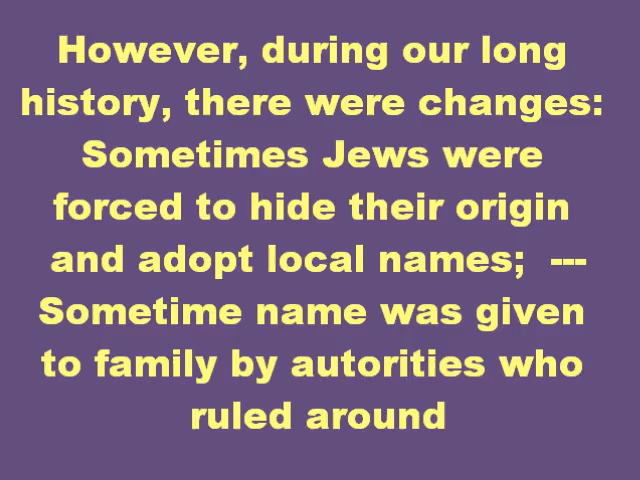 However, during our long
history, there were changes:
Sometimes Jews were
forced to hide their origin
and adopt local names;  ---
Sometime name was given
to family by autorities who
ruled around